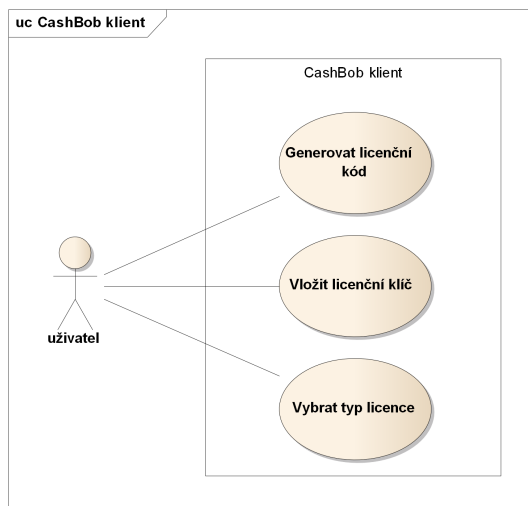 uc CashBob klient
CashBob klient
Generovat licenční
kód
Vložit licenční klíč
uživatel
Vybrat typ licence